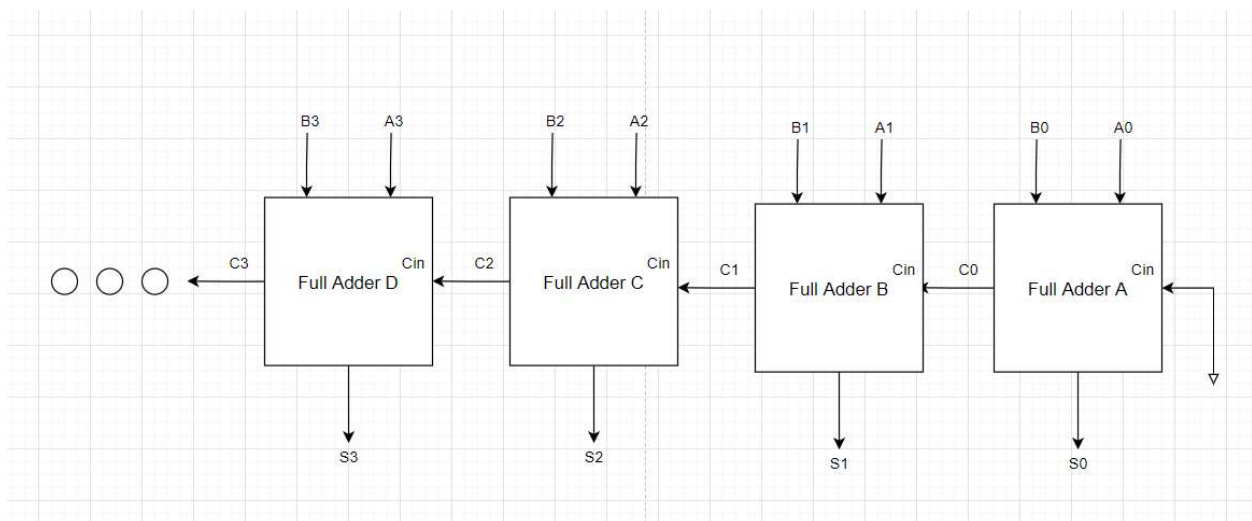 B3 A3 B2 A2 B1 A1 B0 A0
C3 Full Adder D Cin C2 Full Adder C Cin C1 Full Adder B Cin C0 Full Adder A Cin
S3 S2 S1 S0